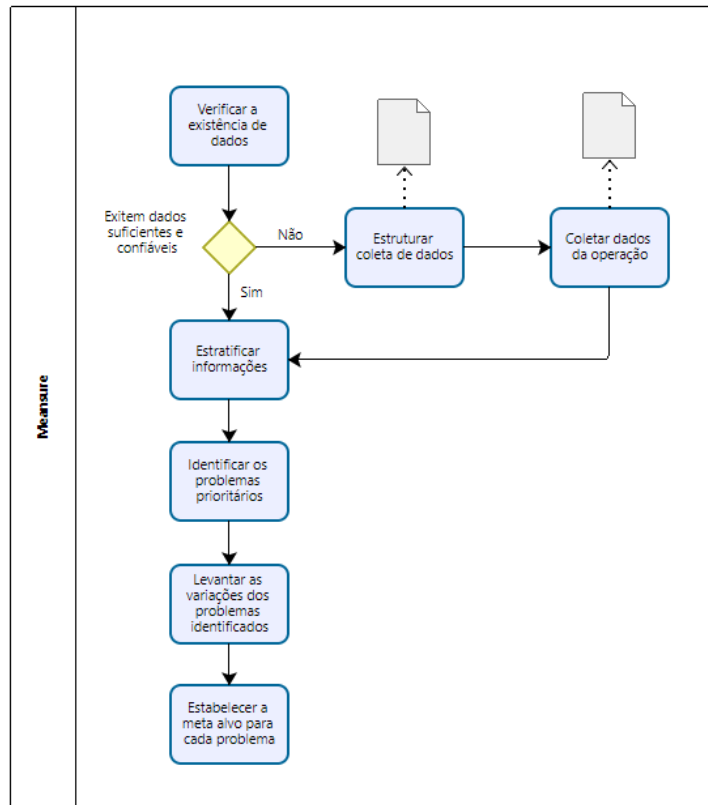 Meansure
Verificar a
existência de
dados
Exitem dados
suficientes e
confiáveis
Não
Sim
Estruturar
coleta de dados
Coletar dados
da operação
Estratificar
informações
Identificar os
problemas
prioritários
Levantar as
variações dos
problemas
identificados
Estabelecer a
meta alvo para
cada problema